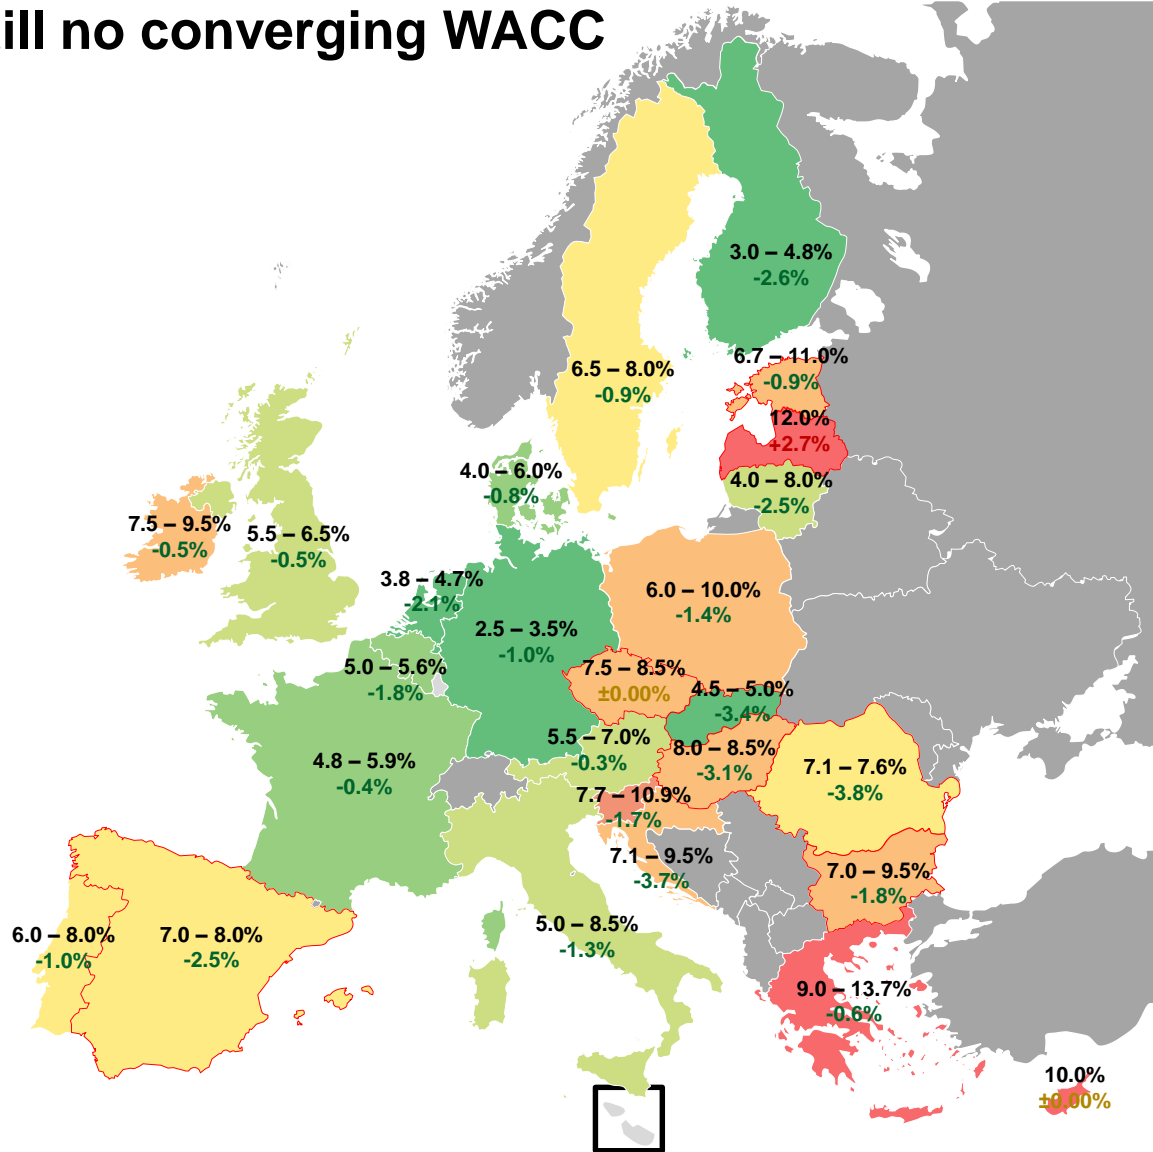 ill no converging WACC
3.0 – 4.8%
-2.6%
6.7 – 11.0%
-0.9%
6.5 – 8.0%
-0.9%
12.0%
+2.7%
4.0 – 6.0%
-0.8%
4.0 – 8.0%
-2.5%
7.5 – 9.5%
-0.5%
5.5 – 6.5%
-0.5%
3.8 – 4.7%
-2.1%
6.0 – 10.0%
-1.4%
2.5 – 3.5%
-1.0%
5.0 – 5.6%
-1.8%
7.5 – 8.5%
±0.00%
4.5 – 5.0%
-3.4%
5.5 – 7.0%
-0.3%
8.0 – 8.5%
-3.1%
4.8 – 5.9%
-0.4%
7.1 – 7.6%
-3.8%
7.7 – 10.9%
-1.7%
7.1 – 9.5%
-3.7%
7.0 – 9.5%
-1.8%
6.0 – 8.0%
-1.0%
7.0 – 8.0%
-2.5%
5.0 – 8.5%
-1.3%
9.0 – 13.7%
-0.6%
10.0%
±0.00%